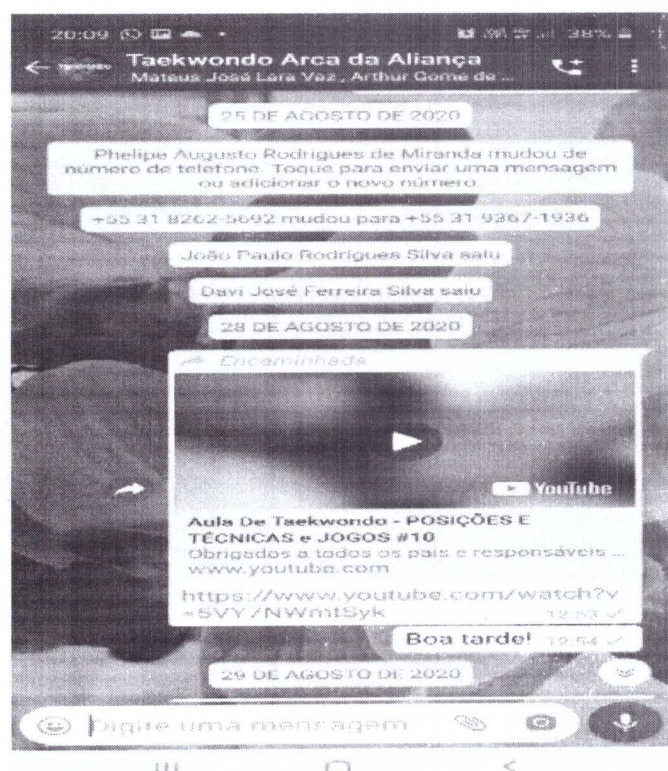 20:09 38%
Taekwondo Arca da Aliança
Mateus José Lara Vaz, Arthur Gome de ...
25 DE AGOSTO DE 2020
Phelipe Augusto Rodrigues de Miranda mudou de
número de telefone. Toque para enviar uma mensagem
ou adicionar o novo número.
+55 31 8262-5692 mudou para +55 31 9367-1936
João Paulo Rodrigues Silva saiu
Davi José Ferreira Silva saiu
28 DE AGOSTO DE 2020
Encaminhada
YouTube
Aula De Taekwondo - POSIÇÕES E
TÉCNICAS e JOGOS #10
Obrigados a todos os pais e responsáveis ...
www.youtube.com
https://www.youtube.com/watch?v
=5VY7NWmtSyk 12:53
Boa tarde! 12:54
29 DE AGOSTO DE 2020
Digite uma mensagem